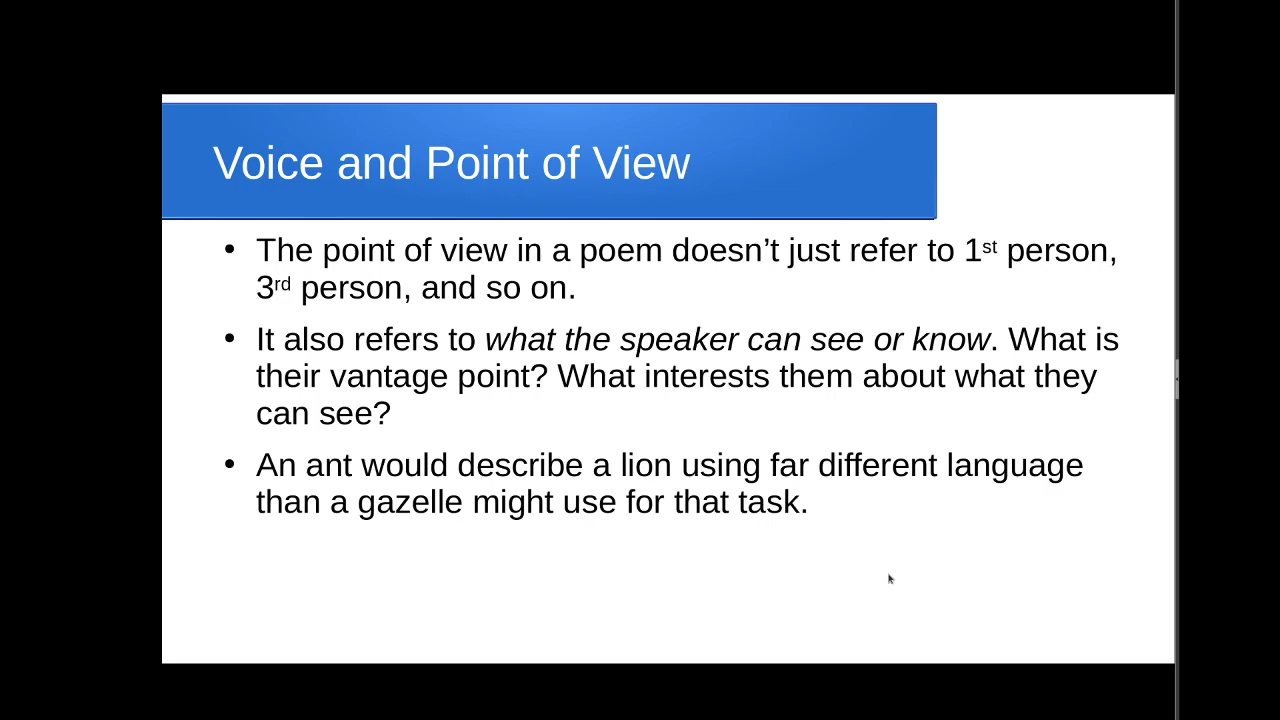 Voice and Point of View
• The point of view in a poem doesn’t just refer to 1st person,
3rd person, and so on.
• It also refers to what the speaker can see or know. What is
their vantage point? What interests them about what they
can see?
• An ant would describe a lion using far different language
than a gazelle might use for that task.